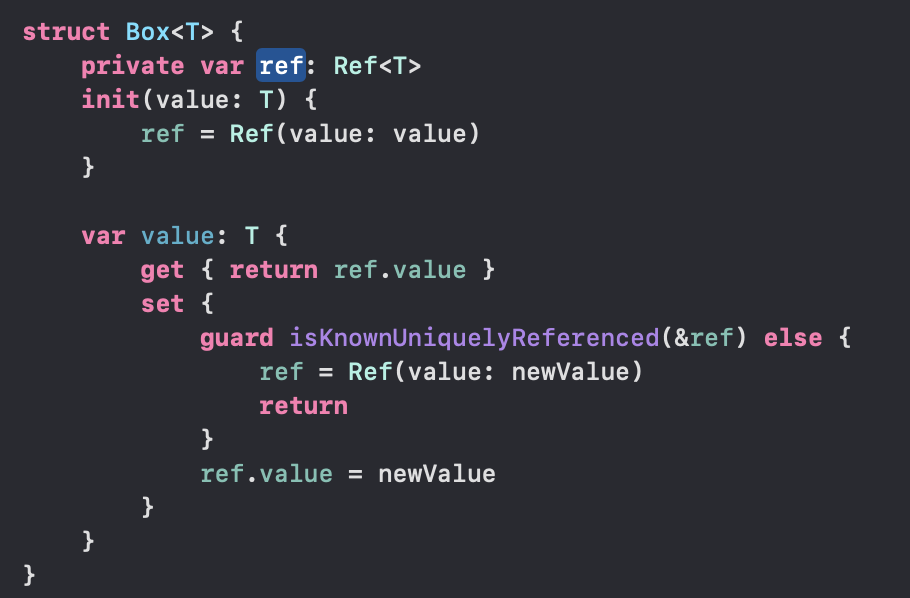 struct Box<T> {
    private var ref: Ref<T>
    init(value: T) {
        ref = Ref(value: value)
    }

    var value: T {
        get { return ref.value }
        set {
            guard isKnownUniquelyReferenced(&ref) else {
                ref = Ref(value: newValue)
                return
            }
            ref.value = newValue
        }
    }
}